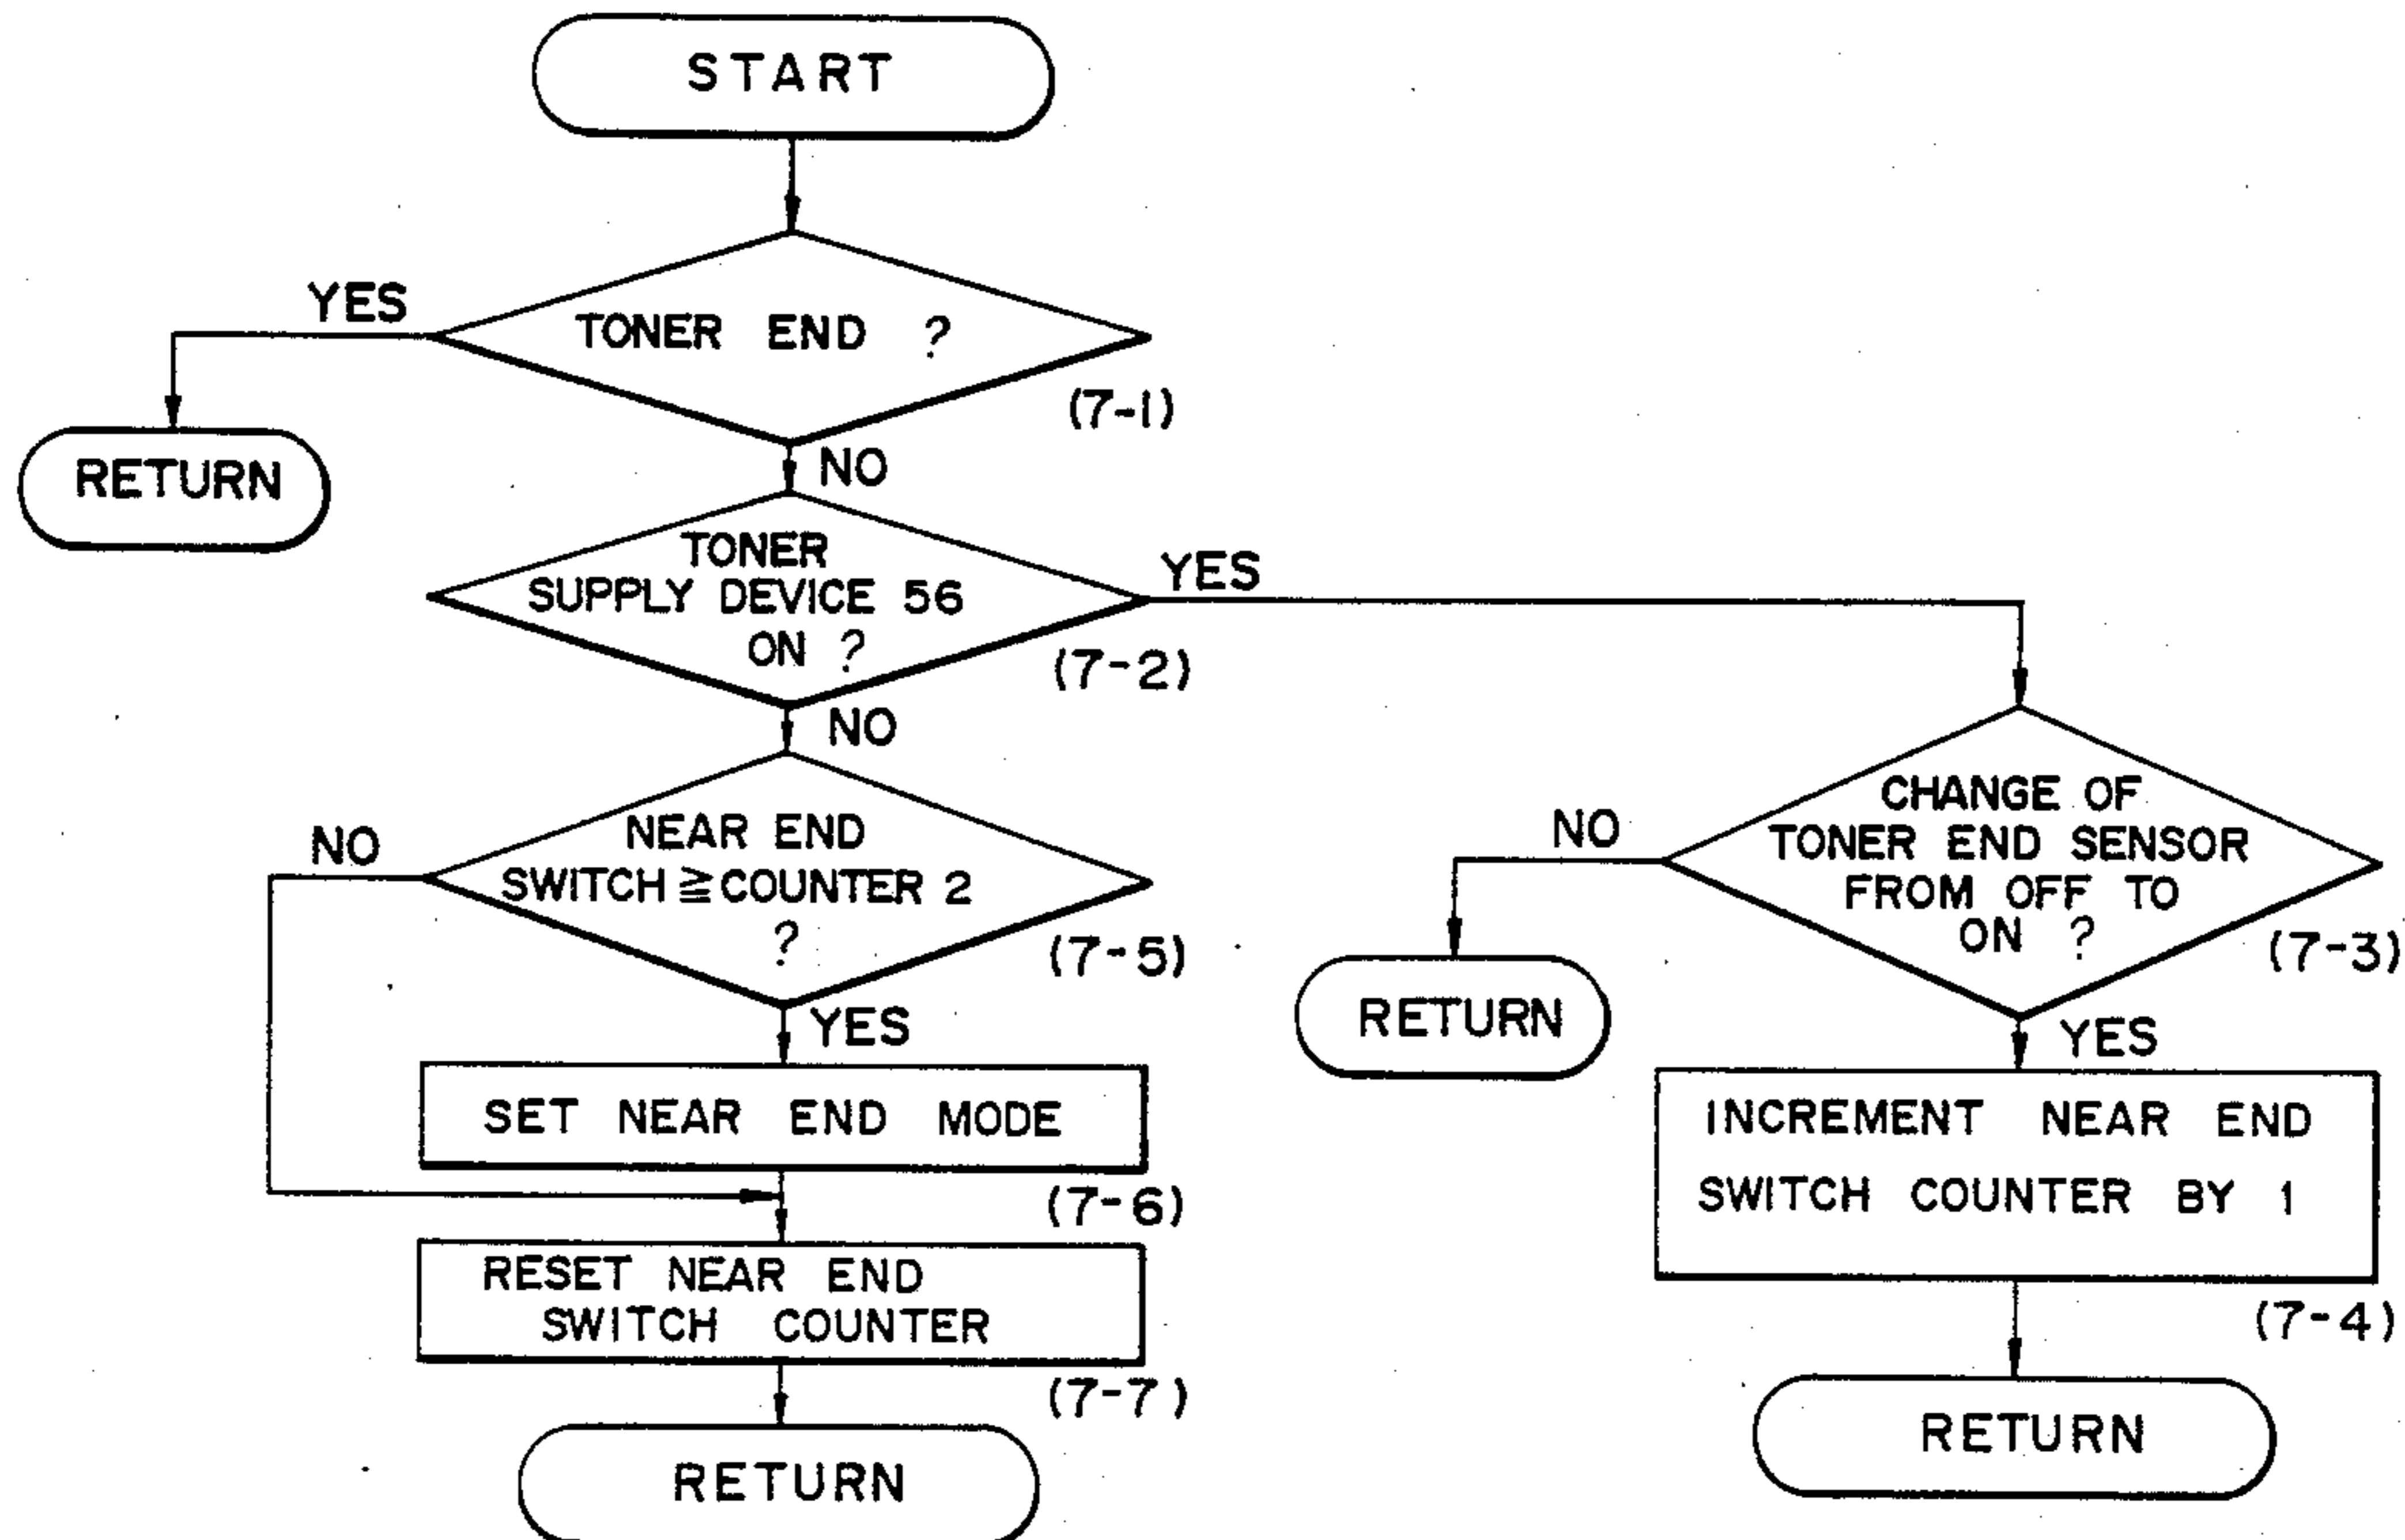 START
YES
TONER END ?
(7-1)
RETURN
NO
TONER
SUPPLY DEVICE 56
ON ?
YES
(7-2)
NO
NEAR END
SWITCH ≧ COUNTER 2
?
NO
(7-5)
YES
CHANGE OF
TONER END SENSOR
FROM OFF TO
ON ?
NO
(7-3)
RETURN
YES
SET NEAR END MODE
(7-6)
INCREMENT NEAR END
SWITCH COUNTER BY 1
(7-4)
RESET NEAR END
SWITCH COUNTER
(7-7)
RETURN
RETURN